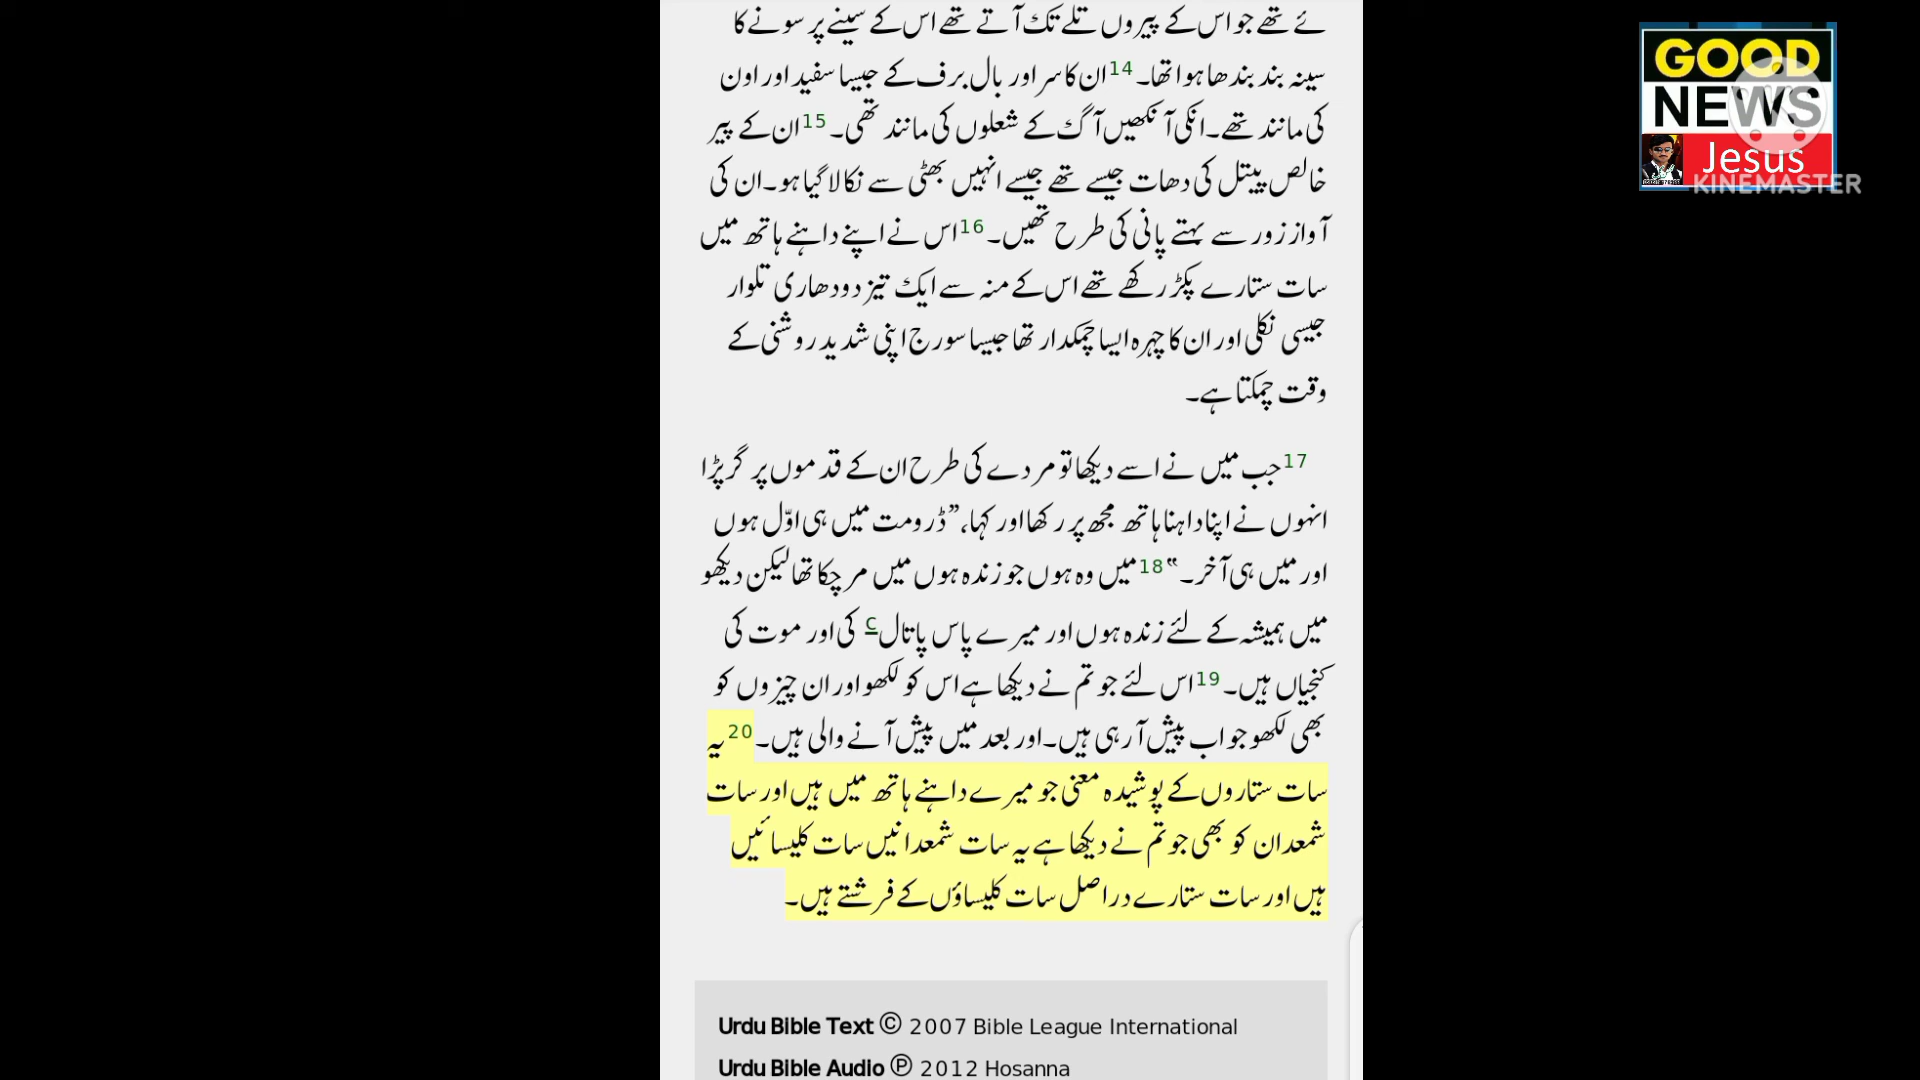 ئے تھے جو اس کے پیروں تلے تک آتے تھے اس کے سینے پر سونے کا
سینہ بند بندھا ہوا تھا۔ 14 ان کا سر اور بال برف کے جیسا سفید اور اون
کی مانند تھے۔ انکی آنکھیں آگ کے شعلوں کی مانند تھی۔ 15 ان کے پیر
خالص پیتل کی دھات جیسے تھے جیسے انہیں بھٹی سے نکالا گیا ہو۔ ان کی
آواز زور سے بہتے پانی کی طرح تھیں۔ 16 اس نے اپنے داہنے ہاتھ میں
سات ستارے پکڑ رکھے تھے اس کے منہ سے ایک تیز دودھاری تلوار
جیسی نکلی اور ان کا چہرہ ایسا چمکدار تھا جیسا سورج اپنی شدید روشنی کے
وقت چمکتا ہے۔
17 جب میں نے اسے دیکھا تو مردے کی طرح ان کے قدموں پر گر پڑا
انہوں نے اپنا داہنا ہاتھ مجھ پر رکھا اور کہا، ”ڈرو مت میں ہی اوّل ہوں
اور میں ہی آخر۔“ 18 میں وہ ہوں جو زندہ ہوں میں مر چکا تھا لیکن دیکھو
میں ہمیشہ کے لئے زندہ ہوں اور میرے پاس پاتال c کی اور موت کی
کنجیاں ہیں۔ 19 اس لئے جو تم نے دیکھا ہے اس کو لکھو اور ان چیزوں کو
بھی لکھو جو اب پیش آرہی ہیں۔ اور بعد میں پیش آنے والی ہیں۔ 20 یہ
سات ستاروں کے پوشیدہ معنی جو میرے داہنے ہاتھ میں ہیں اور سات
شمعدان کو بھی جو تم نے دیکھا ہے یہ سات شمعدانیں سات کلیسائیں
ہیں اور سات ستارے دراصل سات کلیساؤں کے فرشتے ہیں۔
Urdu Bible Text © 2007 Bible League International
Urdu Bible Audio ℗ 2012 Hosanna
GOOD
NEWS
Jesus
KINEMASTER